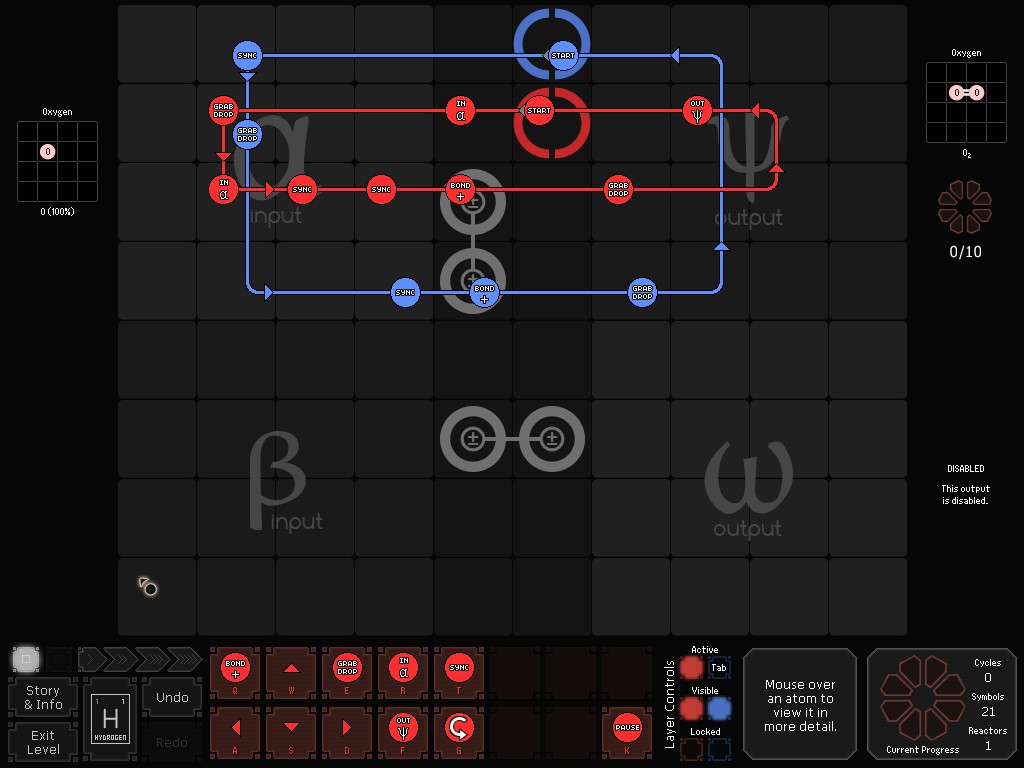 SYNC
START
Oxygen
GRAB DROP
IN α
START
OUT Ψ
GRAB DROP
O
0 (100%)
IN α
SYNC
SYNC
BOND +
GRAB DROP
α
input
Ψ
output
SYNC
BOND +
GRAB DROP
±
±
±
±
β
input
ω
output
Oxygen
O=O
O₂
0/10
DISABLED
This output
is disabled.
Story
& Info
Exit
Level
1 1
H
HYDROGEN
Undo
Redo
BOND + Q
W
GRAB DROP E
IN α R
SYNC T
A
S
D
OUT Ψ F
G
PAUSE K
Layer Controls
Active
Tab
Visible
Locked
Mouse over
an atom to
view it in
more detail.
Cycles
0
Symbols
21
Reactors
1
Current Progress